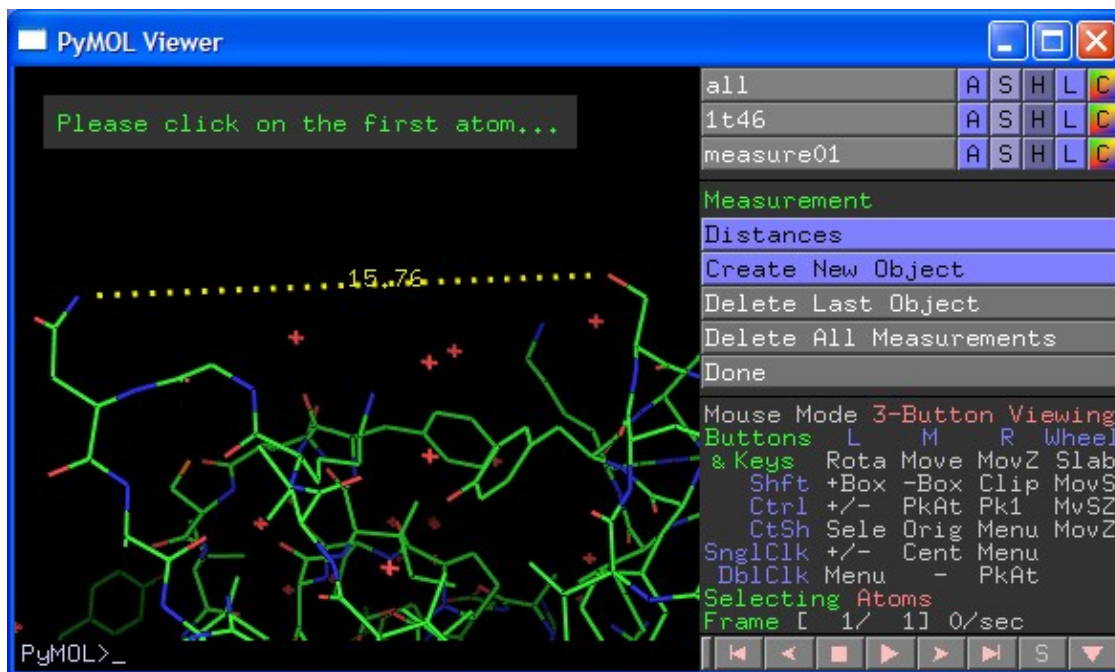 PyMOL Viewer
Please click on the first atom...
15.76
all A S H L C
1t46 A S H L C
measure01 A S H L C
Measurement
Distances
Create New Object
Delete Last Object
Delete All Measurements
Done
Mouse Mode 3-Button Viewing
Buttons L M R Wheel
& Keys Rota Move MovZ Slab
Shft +Box -Box Clip MovS
Ctrl +/- PkAt Pk1 MvSZ
CtSh Sele Orig Menu MovZ
SnglClk +/- Cent Menu
DblClk Menu - PkAt
Selecting Atoms
Frame [ 1/ 1] 0/sec
PyMOL>_
S